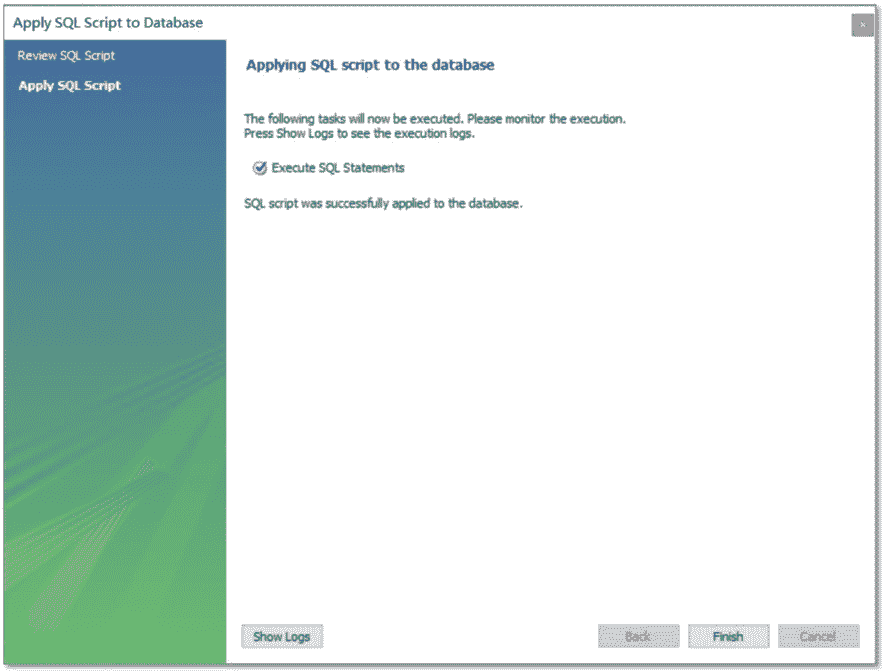 Apply SQL Script to Database
Review SQL Script
Apply SQL Script
Applying SQL script to the database
The following tasks will now be executed. Please monitor the execution.
Press Show Logs to see the execution logs.
Execute SQL Statements
SQL script was successfully applied to the database.
Show Logs
Back
Finish
Cancel